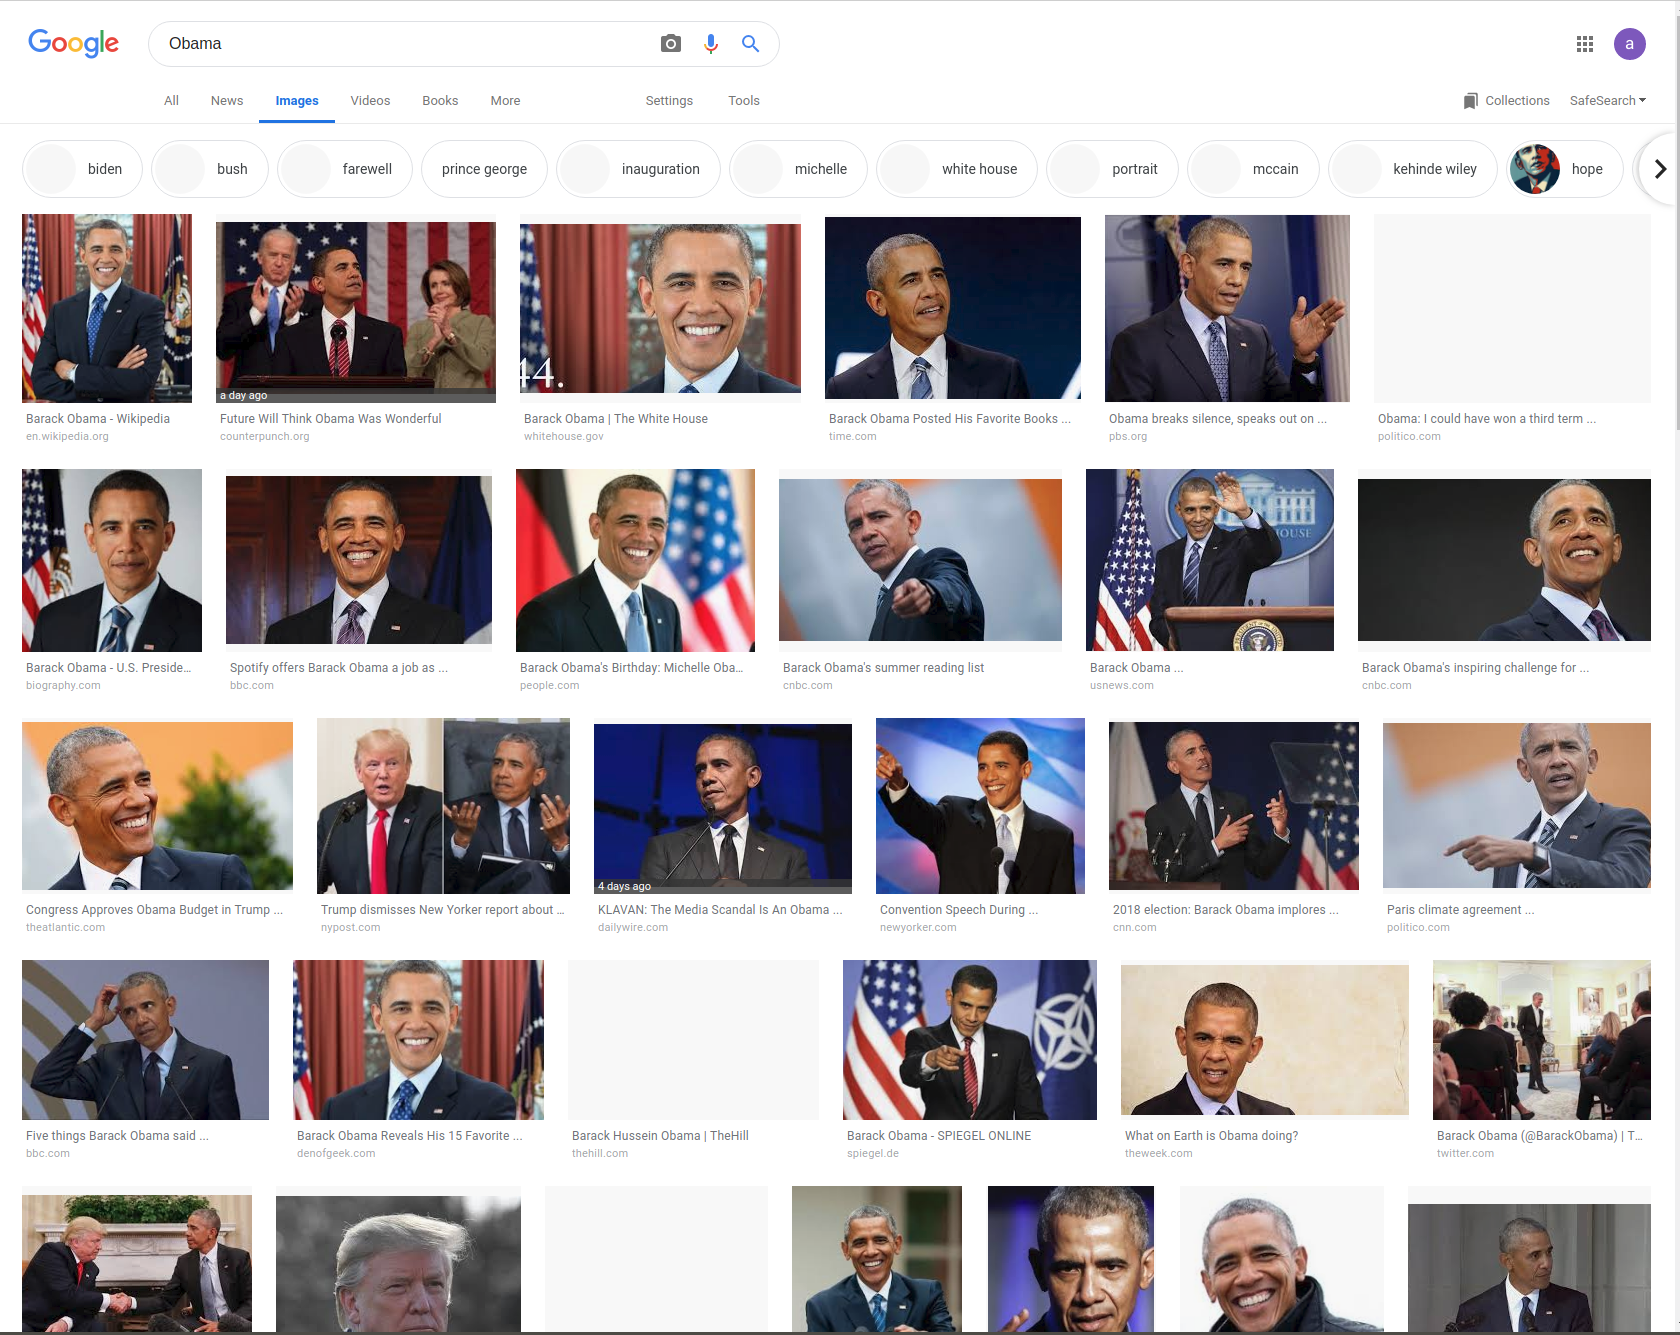 Google
Obama
a
All News Images Videos Books More Settings Tools Collections SafeSearch
biden bush farewell prince george inauguration michelle white house portrait mccain kehinde wiley hope
44.
a day ago
Barack Obama - Wikipedia
en.wikipedia.org
Future Will Think Obama Was Wonderful
counterpunch.org
Barack Obama | The White House
whitehouse.gov
Barack Obama Posted His Favorite Books ...
time.com
Obama breaks silence, speaks out on ...
pbs.org
Obama: I could have won a third term ...
politico.com
HOUSE
Barack Obama - U.S. Preside...
biography.com
Spotify offers Barack Obama a job as ...
bbc.com
Barack Obama's Birthday: Michelle Oba...
people.com
Barack Obama's summer reading list
cnbc.com
Barack Obama ...
usnews.com
Barack Obama's inspiring challenge for ...
cnbc.com
4 days ago
Congress Approves Obama Budget in Trump ...
theatlantic.com
Trump dismisses New Yorker report about ...
nypost.com
KLAVAN: The Media Scandal Is An Obama ...
dailywire.com
Convention Speech During ...
newyorker.com
2018 election: Barack Obama implores ...
cnn.com
Paris climate agreement ...
politico.com
Five things Barack Obama said ...
bbc.com
Barack Obama Reveals His 15 Favorite ...
denofgeek.com
Barack Hussein Obama | TheHill
thehill.com
Barack Obama - SPIEGEL ONLINE
spiegel.de
What on Earth is Obama doing?
theweek.com
Barack Obama (@BarackObama) | T...
twitter.com